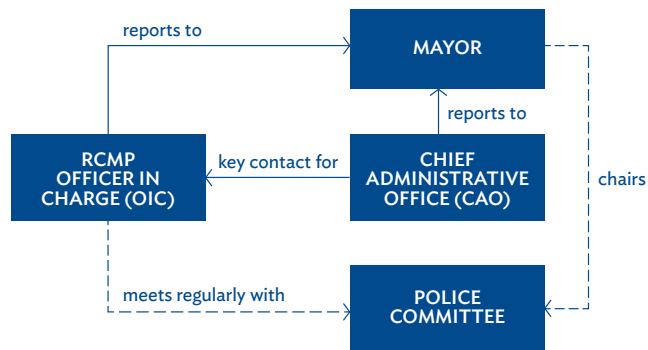 reports to
MAYOR
reports to
RCMP
OFFICER IN
CHARGE (OIC)
key contact for
CHIEF
ADMINISTRATIVE
OFFICE (CAO)
chairs
meets regularly with
POLICE
COMMITTEE